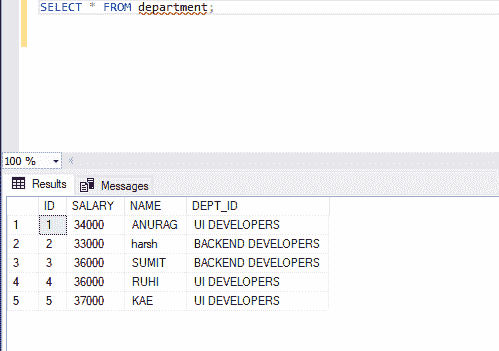 SELECT * FROM department;
100 %
Results Messages
ID SALARY NAME DEPT_ID
1 1 34000 ANURAG UI DEVELOPERS
2 2 33000 harsh BACKEND DEVELOPERS
3 3 36000 SUMIT BACKEND DEVELOPERS
4 4 36000 RUHI UI DEVELOPERS
5 5 37000 KAE UI DEVELOPERS